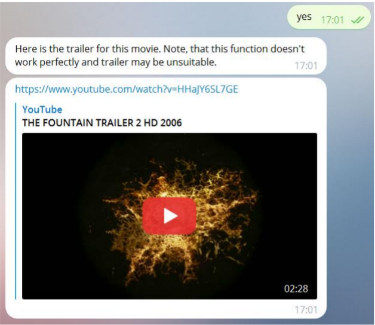 yes 17:01
Here is the trailer for this movie. Note, that this function doesn't
work perfectly and trailer may be unsuitable. 17:01
https://www.youtube.com/watch?v=HHaJY6SL7GE
YouTube
THE FOUNTAIN TRAILER 2 HD 2006
02:28
17:01